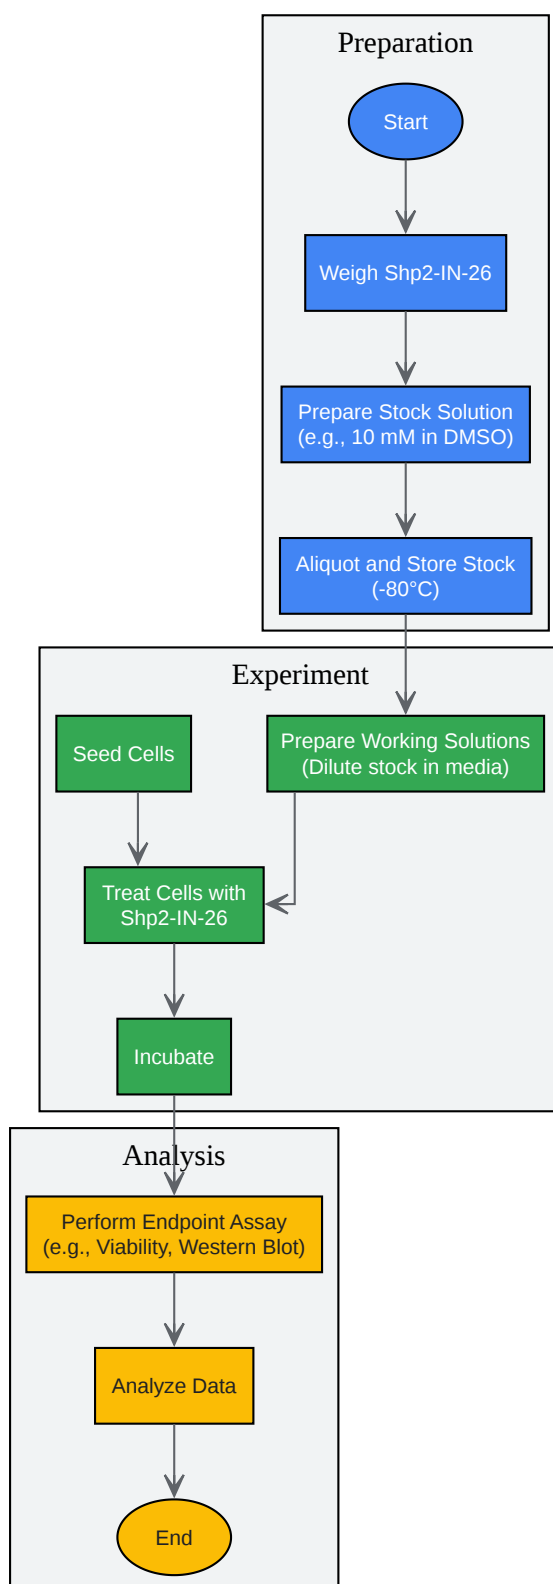 Preparation
Start
Weigh Shp2-IN-26
Prepare Stock Solution
(e.g., 10 mM in DMSO)
Aliquot and Store Stock
(-80°C)
Experiment
Seed Cells
Prepare Working Solutions
(Dilute stock in media)
Treat Cells with
Shp2-IN-26
Incubate
Analysis
Perform Endpoint Assay
(e.g., Viability, Western Blot)
Analyze Data
End